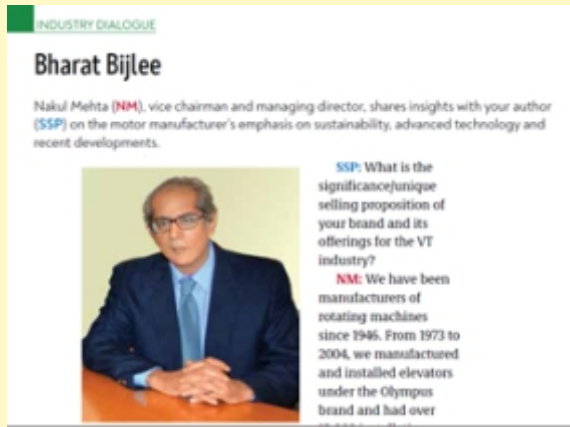 INDUSTRY DIALOGUE
Bharat Bijlee
Nakul Mehta (NM), vice chairman and managing director, shares insights with your author
(SSP) on the motor manufacturer's emphasis on sustainability, advanced technology and
recent developments.
SSP: What is the
significance/unique
selling proposition of
your brand and its
offerings for the VT
industry?
NM: We have been
manufacturers of
rotating machines
since 1946. From 1973 to
2004, we manufactured
and installed elevators
under the Olympus
brand and had over